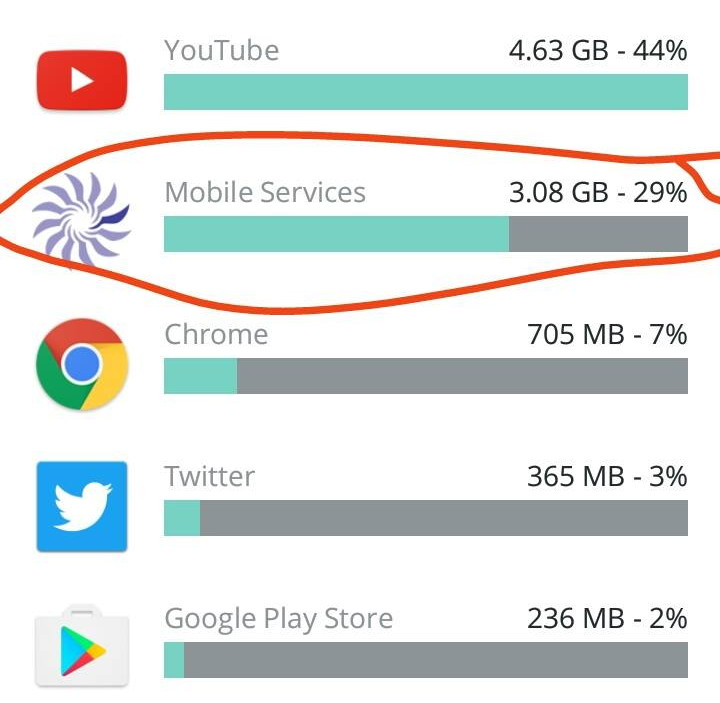 YouTube 4.63 GB - 44%
Mobile Services 3.08 GB - 29%
Chrome 705 MB - 7%
Twitter 365 MB - 3%
Google Play Store 236 MB - 2%